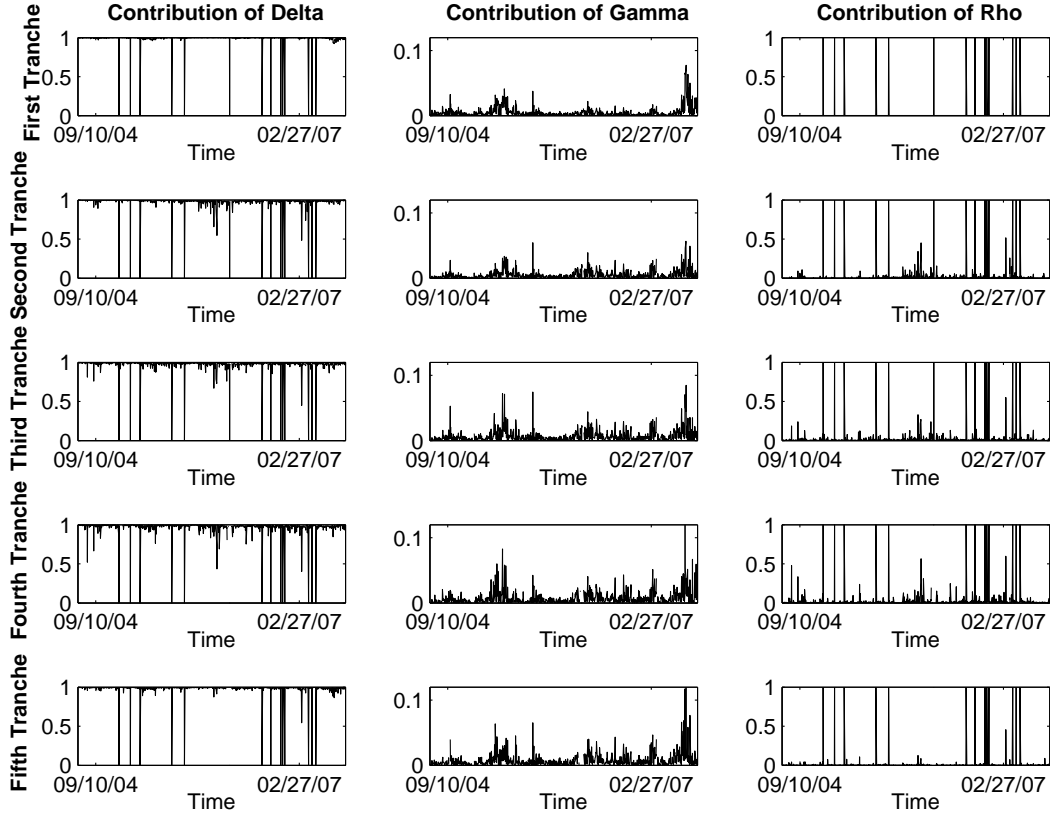 Contribution of Delta
Contribution of Gamma
Contribution of Rho
First Tranche
1
0.5
0
09/10/04 02/27/07
Time
0.1
0
09/10/04 02/27/07
Time
1
0.5
0
09/10/04 02/27/07
Time
Second Tranche
1
0.5
0
09/10/04 02/27/07
Time
0.1
0
09/10/04 02/27/07
Time
1
0.5
0
09/10/04 02/27/07
Time
Third Tranche
1
0.5
0
09/10/04 02/27/07
Time
0.1
0
09/10/04 02/27/07
Time
1
0.5
0
09/10/04 02/27/07
Time
Fourth Tranche
1
0.5
0
09/10/04 02/27/07
Time
0.1
0
09/10/04 02/27/07
Time
1
0.5
0
09/10/04 02/27/07
Time
Fifth Tranche
1
0.5
0
09/10/04 02/27/07
Time
0.1
0
09/10/04 02/27/07
Time
1
0.5
0
09/10/04 02/27/07
Time